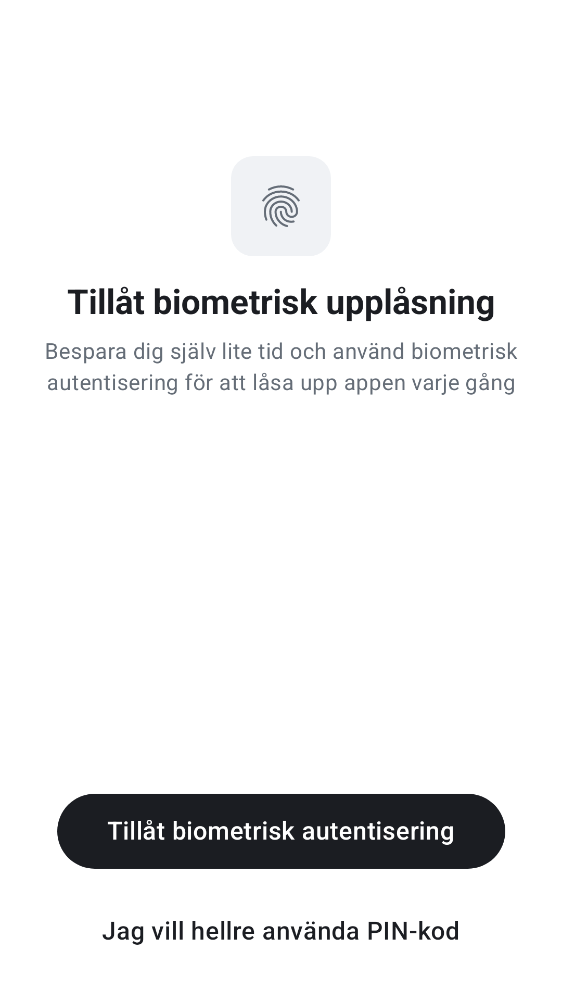 Tillåt biometrisk upplåsning
Bespara dig själv lite tid och använd biometrisk
autentisering för att låsa upp appen varje gång
Tillåt biometrisk autentisering
Jag vill hellre använda PIN-kod